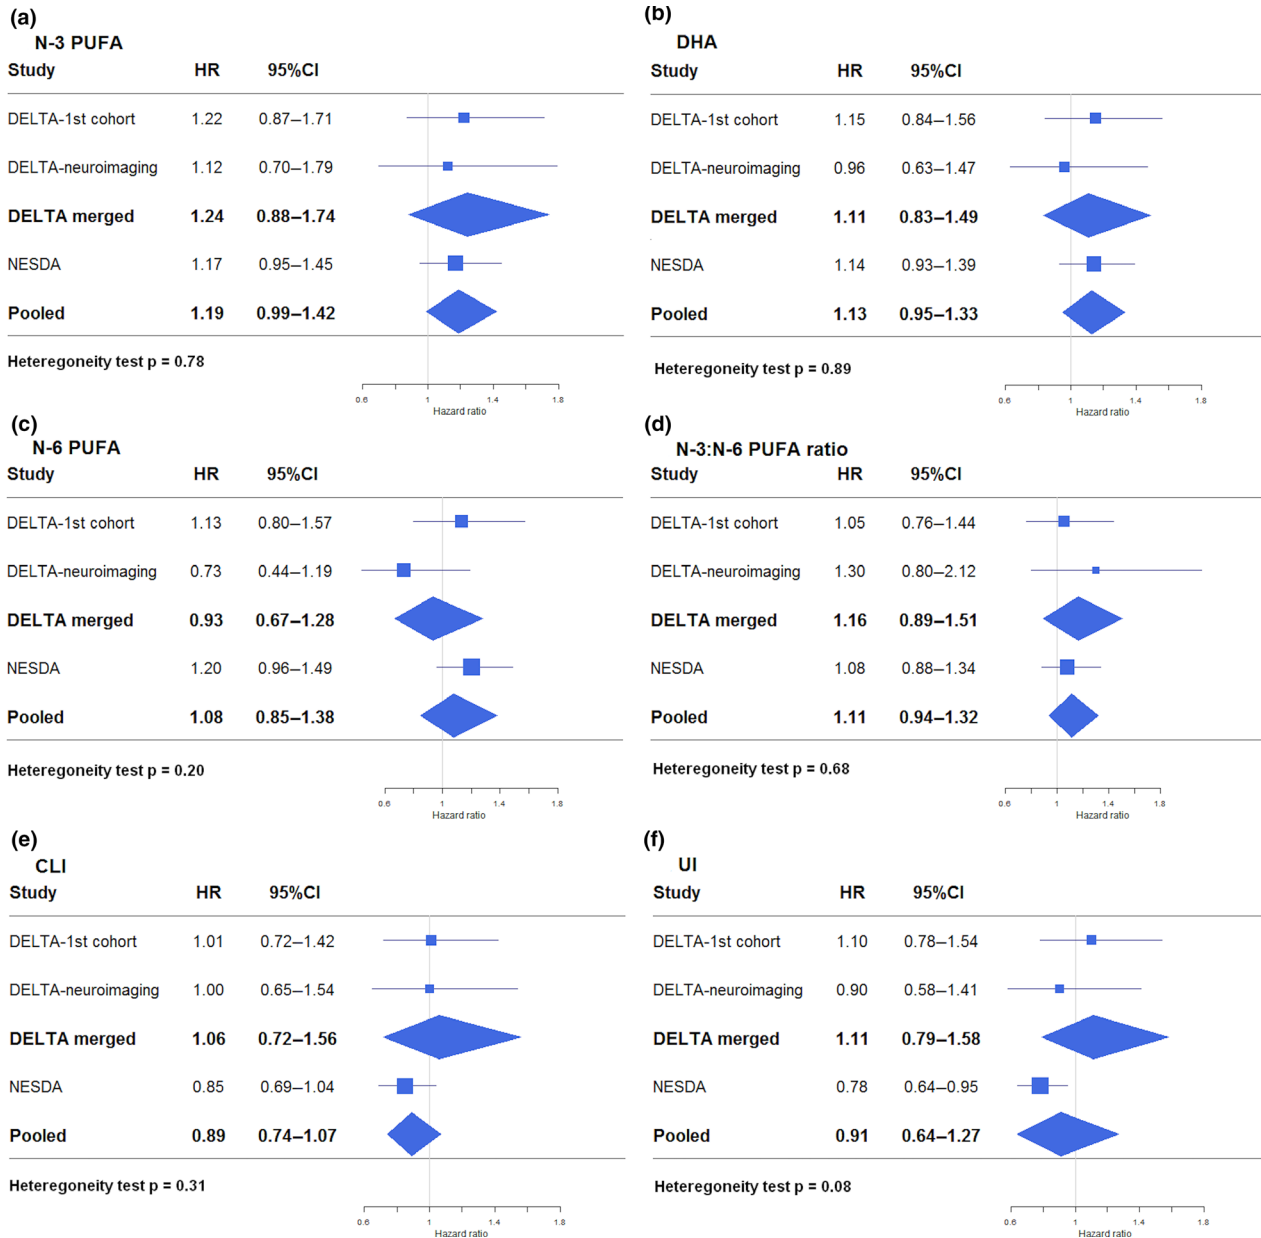 (a)
N-3 PUFA
Study HR 95%CI
DELTA-1st cohort 1.22 0.87–1.71
DELTA-neuroimaging 1.12 0.70–1.79
DELTA merged 1.24 0.88–1.74
NESDA 1.17 0.95–1.45
Pooled 1.19 0.99–1.42
Heteregoneity test p = 0.78
0.6 1 1.4 1.8
Hazard ratio
(b)
DHA
Study HR 95%CI
DELTA-1st cohort 1.15 0.84–1.56
DELTA-neuroimaging 0.96 0.63–1.47
DELTA merged 1.11 0.83–1.49
NESDA 1.14 0.93–1.39
Pooled 1.13 0.95–1.33
Heteregoneity test p = 0.89
0.6 1 1.4 1.8
Hazard ratio
(c)
N-6 PUFA
Study HR 95%CI
DELTA-1st cohort 1.13 0.80–1.57
DELTA-neuroimaging 0.73 0.44–1.19
DELTA merged 0.93 0.67–1.28
NESDA 1.20 0.96–1.49
Pooled 1.08 0.85–1.38
Heteregoneity test p = 0.20
0.6 1 1.4 1.8
Hazard ratio
(d)
N-3:N-6 PUFA ratio
Study HR 95%CI
DELTA-1st cohort 1.05 0.76–1.44
DELTA-neuroimaging 1.30 0.80–2.12
DELTA merged 1.16 0.89–1.51
NESDA 1.08 0.88–1.34
Pooled 1.11 0.94–1.32
Heteregoneity test p = 0.68
0.6 1 1.4 1.8
Hazard ratio
(e)
CLI
Study HR 95%CI
DELTA-1st cohort 1.01 0.72–1.42
DELTA-neuroimaging 1.00 0.65–1.54
DELTA merged 1.06 0.72–1.56
NESDA 0.85 0.69–1.04
Pooled 0.89 0.74–1.07
Heteregoneity test p = 0.31
0.6 1 1.4 1.8
Hazard ratio
(f)
UI
Study HR 95%CI
DELTA-1st cohort 1.10 0.78–1.54
DELTA-neuroimaging 0.90 0.58–1.41
DELTA merged 1.11 0.79–1.58
NESDA 0.78 0.64–0.95
Pooled 0.91 0.64–1.27
Heteregoneity test p = 0.08
0.6 1 1.4 1.8
Hazard ratio